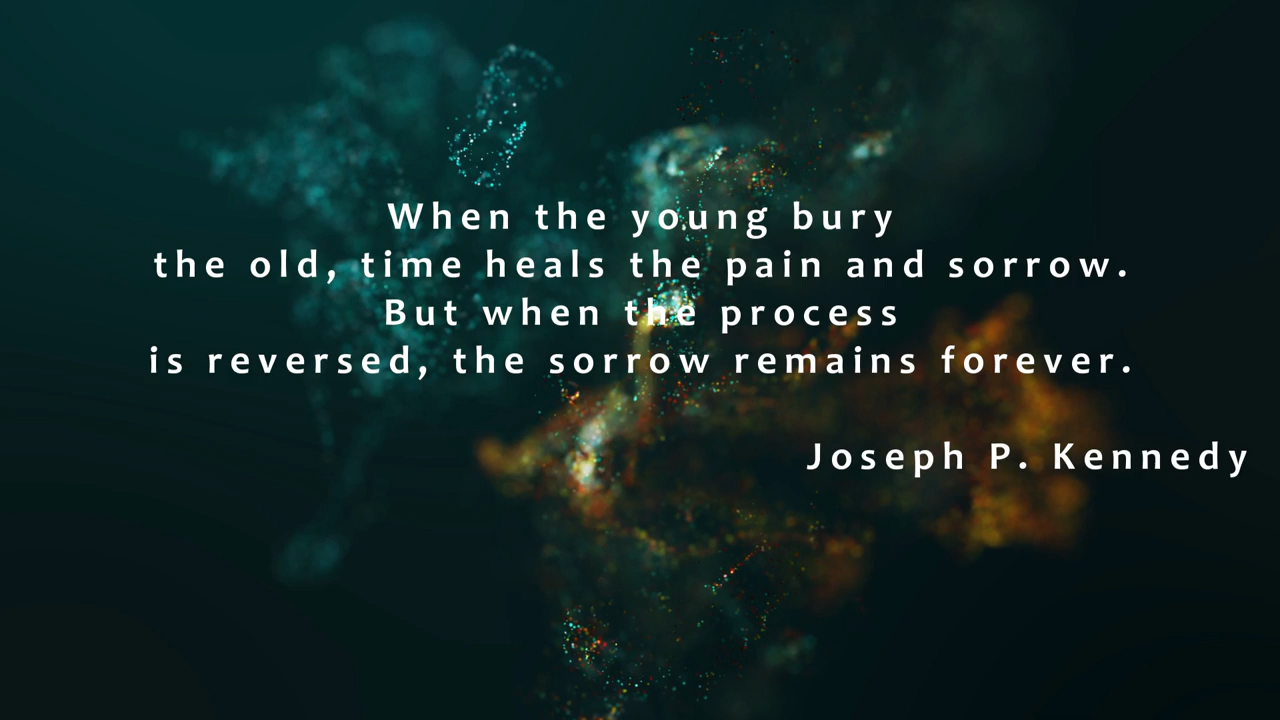 When the young bury
the old, time heals the pain and sorrow.
But when the process
is reversed, the sorrow remains forever.
Joseph P. Kennedy